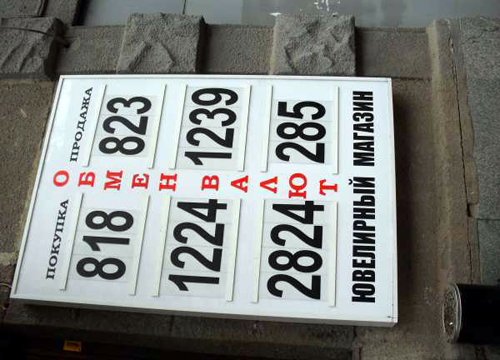 ПОКУПКА ПРОДАЖА
ОБМЕН ВАЛЮТ
818 823
1224 1239
2824 285
ЮВЕЛИРНЫЙ МАГАЗИН